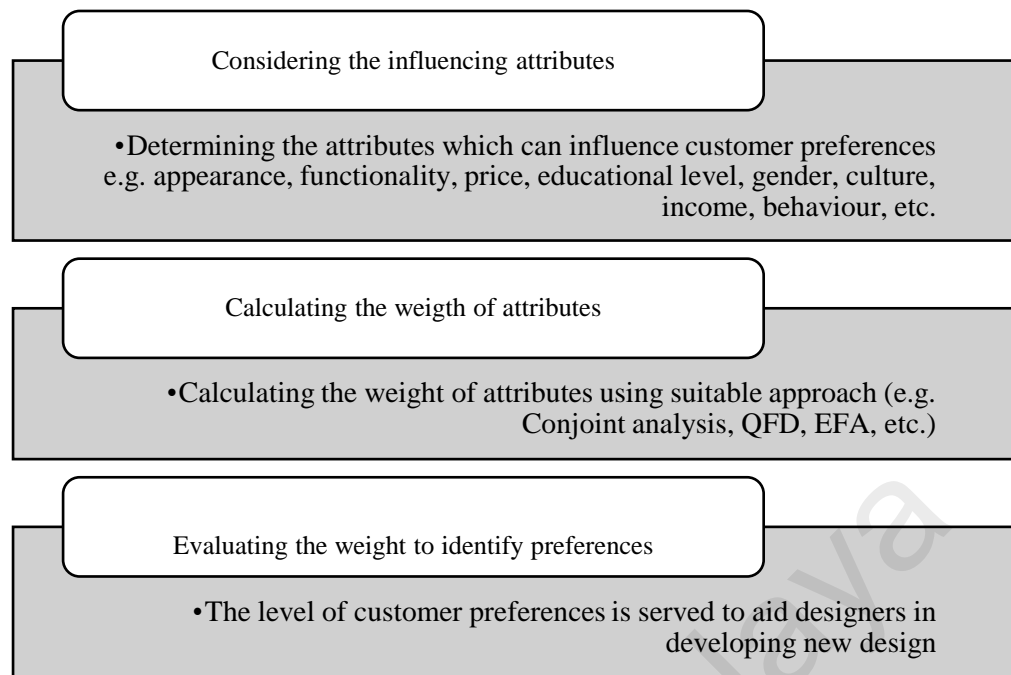 Considering the influencing attributes
•Determining the attributes which can influence customer preferences
e.g. appearance, functionality, price, educational level, gender, culture,
income, behaviour, etc.
Calculating the weigth of attributes
•Calculating the weight of attributes using suitable approach (e.g.
Conjoint analysis, QFD, EFA, etc.)
Evaluating the weight to identify preferences
•The level of customer preferences is served to aid designers in
developing new design